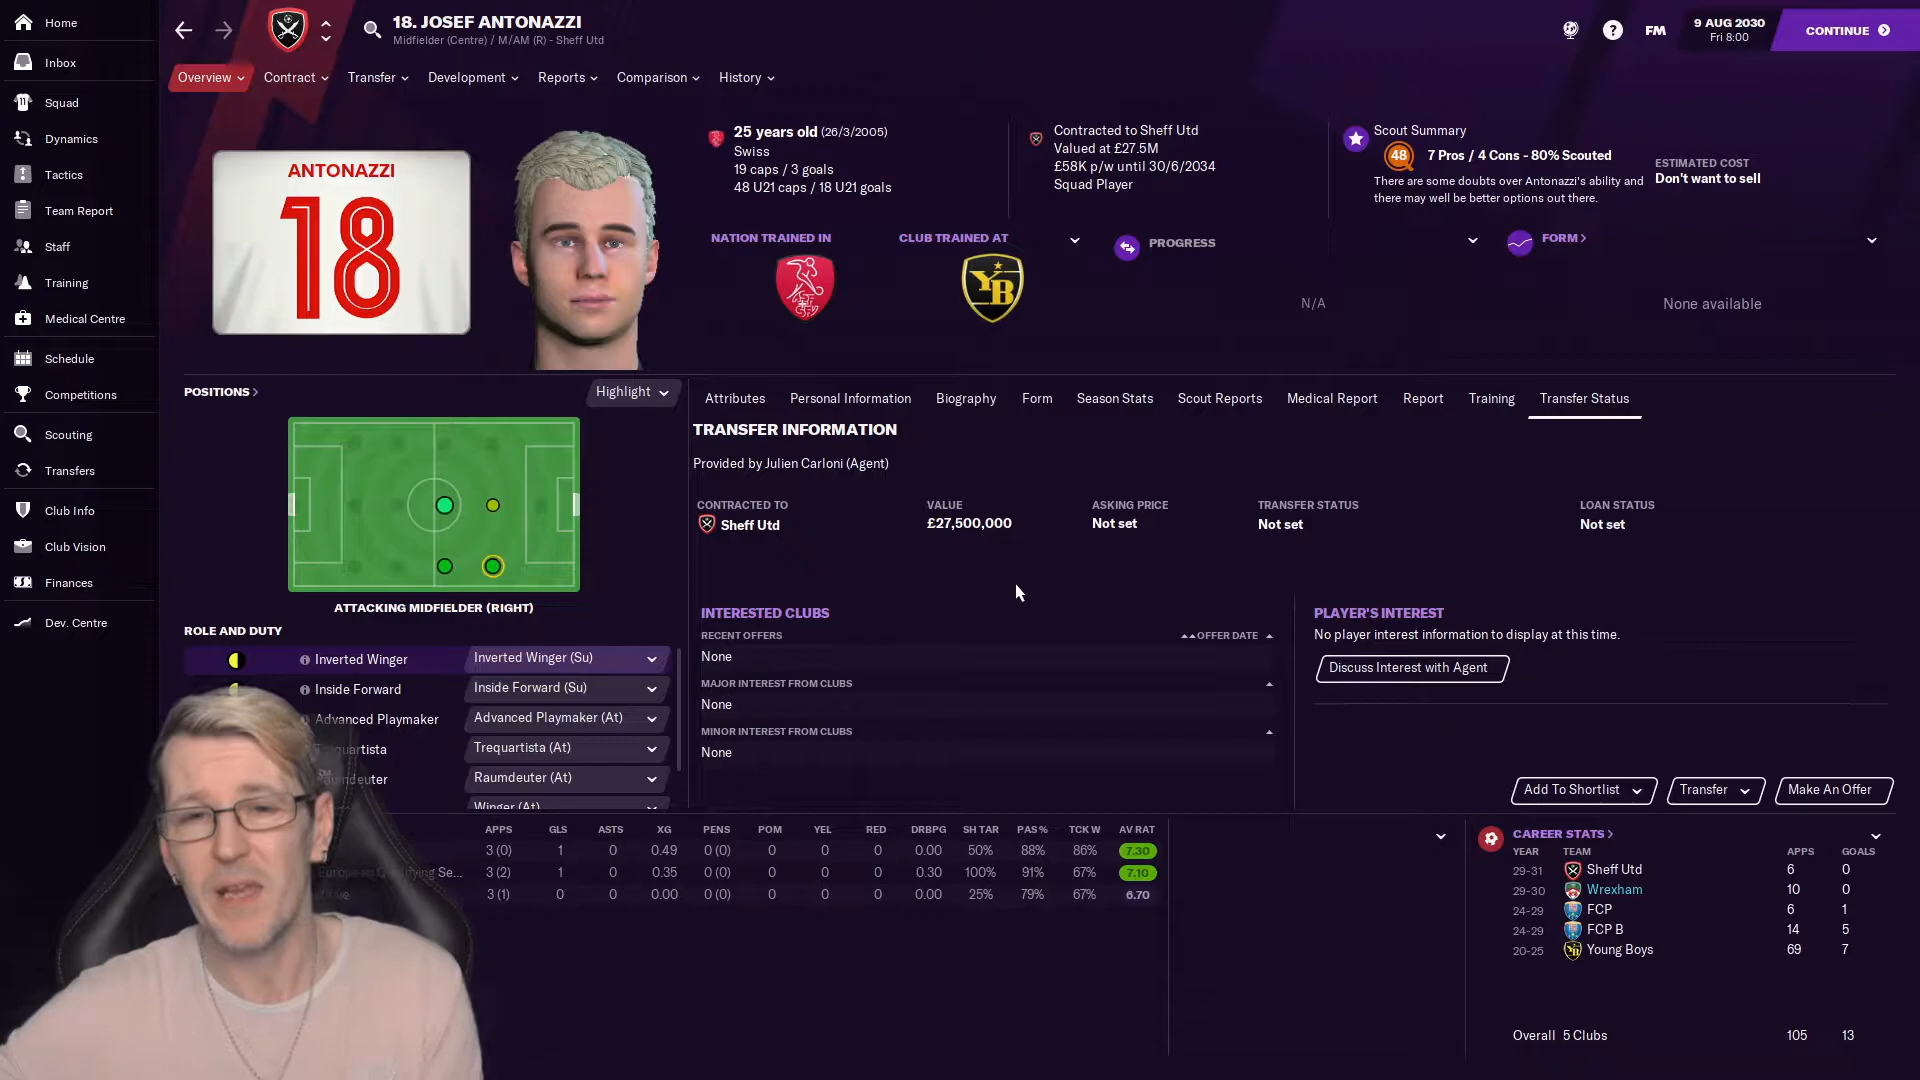 Home
Inbox
Squad
Dynamics
Tactics
Team Report
Staff
Training
Medical Centre
Schedule
Competitions
Scouting
Transfers
Club Info
Club Vision
Finances
Dev. Centre
18. JOSEF ANTONAZZI
Midfielder (Centre) / M/AM (R) - Sheff Utd
FM
9 AUG 2030
Fri 8:00
CONTINUE
Overview Contract Transfer Development Reports Comparison History
ANTONAZZI
18
25 years old (26/3/2005)
Swiss
19 caps / 3 goals
48 U21 caps / 18 U21 goals
Contracted to Sheff Utd
Valued at £27.5M
£58K p/w until 30/6/2034
Squad Player
Scout Summary
48 7 Pros / 4 Cons - 80% Scouted
There are some doubts over Antonazzi's ability and
there may well be better options out there.
ESTIMATED COST
Don't want to sell
NATION TRAINED IN
CLUB TRAINED AT
YB
PROGRESS
N/A
FORM
None available
POSITIONS
Highlight
ATTACKING MIDFIELDER (RIGHT)
ROLE AND DUTY
Inverted Winger Inverted Winger (Su)
Inside Forward Inside Forward (Su)
Advanced Playmaker Advanced Playmaker (At)
Trequartista Trequartista (At)
Raumdeuter Raumdeuter (At)
Winger (At)
Attributes Personal Information Biography Form Season Stats Scout Reports Medical Report Report Training Transfer Status
TRANSFER INFORMATION
Provided by Julien Carloni (Agent)
CONTRACTED TO VALUE ASKING PRICE TRANSFER STATUS LOAN STATUS
Sheff Utd £27,500,000 Not set Not set Not set
INTERESTED CLUBS
RECENT OFFERS OFFER DATE
None
MAJOR INTEREST FROM CLUBS
None
MINOR INTEREST FROM CLUBS
None
PLAYER'S INTEREST
No player interest information to display at this time.
Discuss Interest with Agent
Add To Shortlist Transfer Make An Offer
APPS GLS ASTS XG PENS POM YEL RED DRBPG SH TAR PAS % TCK W AV RAT
3 (0) 1 0 0.49 0 (0) 0 0 0 0.00 50% 88% 86% 7.30
European Qualifying Se... 3 (2) 1 0 0.35 0 (0) 0 0 0 0.30 100% 91% 67% 7.10
3 (1) 0 0 0.00 0 (0) 0 0 0 0.00 25% 79% 67% 6.70
CAREER STATS
YEAR TEAM APPS GOALS
29-31 Sheff Utd 6 0
29-30 Wrexham 10 0
24-29 FCP 6 1
24-29 FCP B 14 5
20-25 Young Boys 69 7
Overall 5 Clubs 105 13